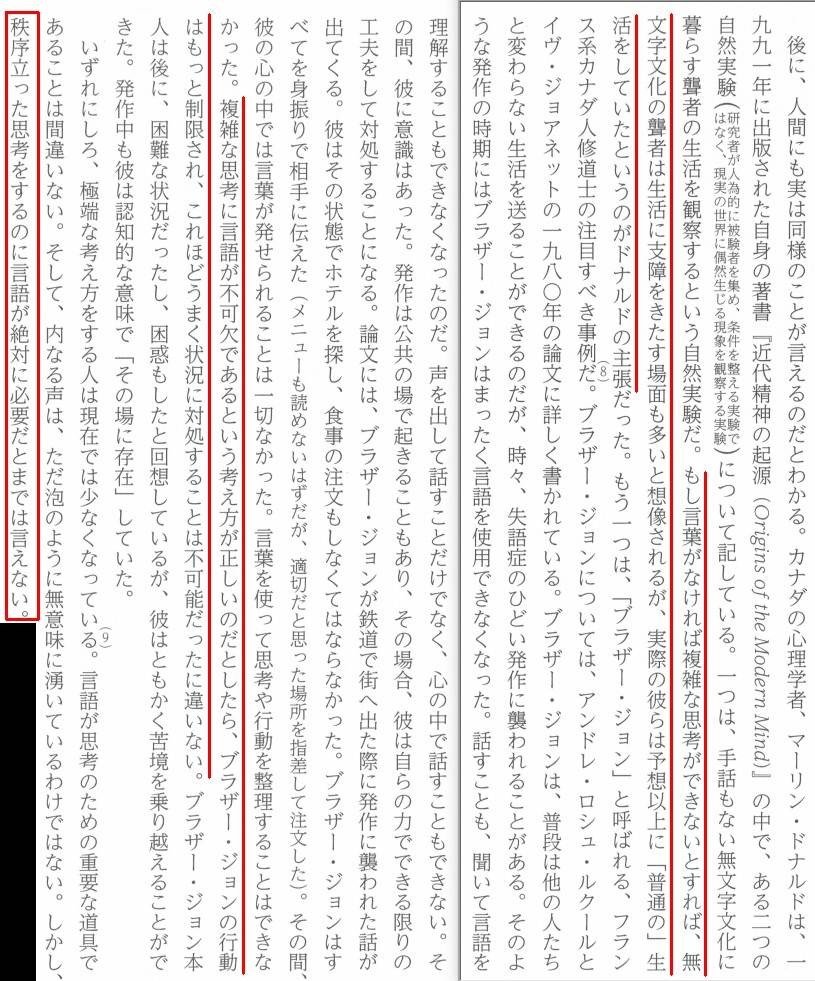 後に、人間にも実は同様のことが言えるのだとわかる。カナダの心理学者、マーリン・ドナルドは、一
九九一年に出版された自身の著書『近代精神の起源(Origins of the Modern Mind)』の中で、ある二つの
自然実験(研究者が人為的に被験者を集め、条件を整える実験ではなく、現実の世界に偶然生じる現象を観察する実験)について記している。一つは、手話もない無文字文化に
暮らす聾者の生活を観察するという自然実験だ。もし言葉がなければ複雑な思考ができないとすれば、無
文字文化の聾者は生活に支障をきたす場面も多いと想像されるが、実際の彼らは予想以上に「普通の」生
活をしていたというのがドナルドの主張だった。もう一つは、「ブラザー・ジョン」と呼ばれる、フラン
ス系カナダ人修道士の注目すべき事例だ(8)。ブラザー・ジョンについては、アンドレ・ロシュ・ルクールと
イヴ・ジョアネットの一九八〇年の論文に詳しく書かれている。ブラザー・ジョンは、普段は他の人たち
と変わらない生活を送ることができるのだが、時々、失語症のひどい発作に襲われることがある。そのよ
うな発作の時期にはブラザー・ジョンはまったく言語を使用できなくなった。話すことも、聞いて言語を
理解することもできなくなったのだ。声を出して話すことだけでなく、心の中で話すこともできない。そ
の間、彼に意識はあった。発作は公共の場で起きることもあり、その場合、彼は自らの力でできる限りの
工夫をして対処することになる。論文には、ブラザー・ジョンが鉄道で街へ出た際に発作に襲われた話が
出てくる。彼はその状態でホテルを探し、食事の注文もしなくてはならなかった。ブラザー・ジョンはす
べてを身振りで相手に伝えた(メニューも読めないはずだが、適切だと思った場所を指差して注文した)。その間、
彼の心の中では言葉が発せられることは一切なかった。言葉を使って思考や行動を整理することはできな
かった。複雑な思考に言語が不可欠であるという考え方が正しいのだとしたら、ブラザー・ジョンの行動
はもっと制限され、これほどうまく状況に対処することは不可能だったに違いない。ブラザー・ジョン本
人は後に、困難な状況だったし、困惑もしたと回想しているが、彼はともかく苦境を乗り越えることがで
きた。発作中も彼は認知的な意味で「その場に存在」していた。
いずれにしろ、極端な考え方をする人は現在では少なくなっている(9)。言語が思考のための重要な道具で
あることは間違いない。そして、内なる声は、ただ泡のように無意味に湧いているわけではない。しかし、
秩序立った思考をするのに言語が絶対に必要だとまでは言えない。